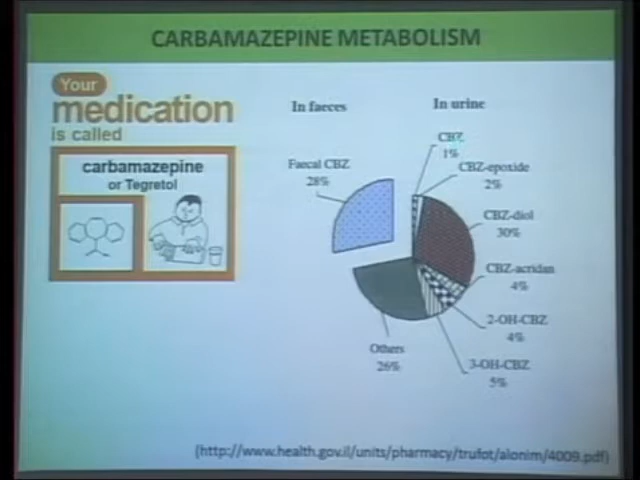 CARBAMAZEPINE METABOLISM
Your
medication
is called
carbamazepine
or Tegretol
In faeces
In urine
Faecal CBZ
28%
CBZ
1%
CBZ-epoxide
2%
CBZ-diol
30%
CBZ-acridan
4%
2-OH-CBZ
4%
3-OH-CBZ
5%
Others
26%
(http://www.health.gov.il/units/pharmacy/trufot/alonim/4009.pdf)